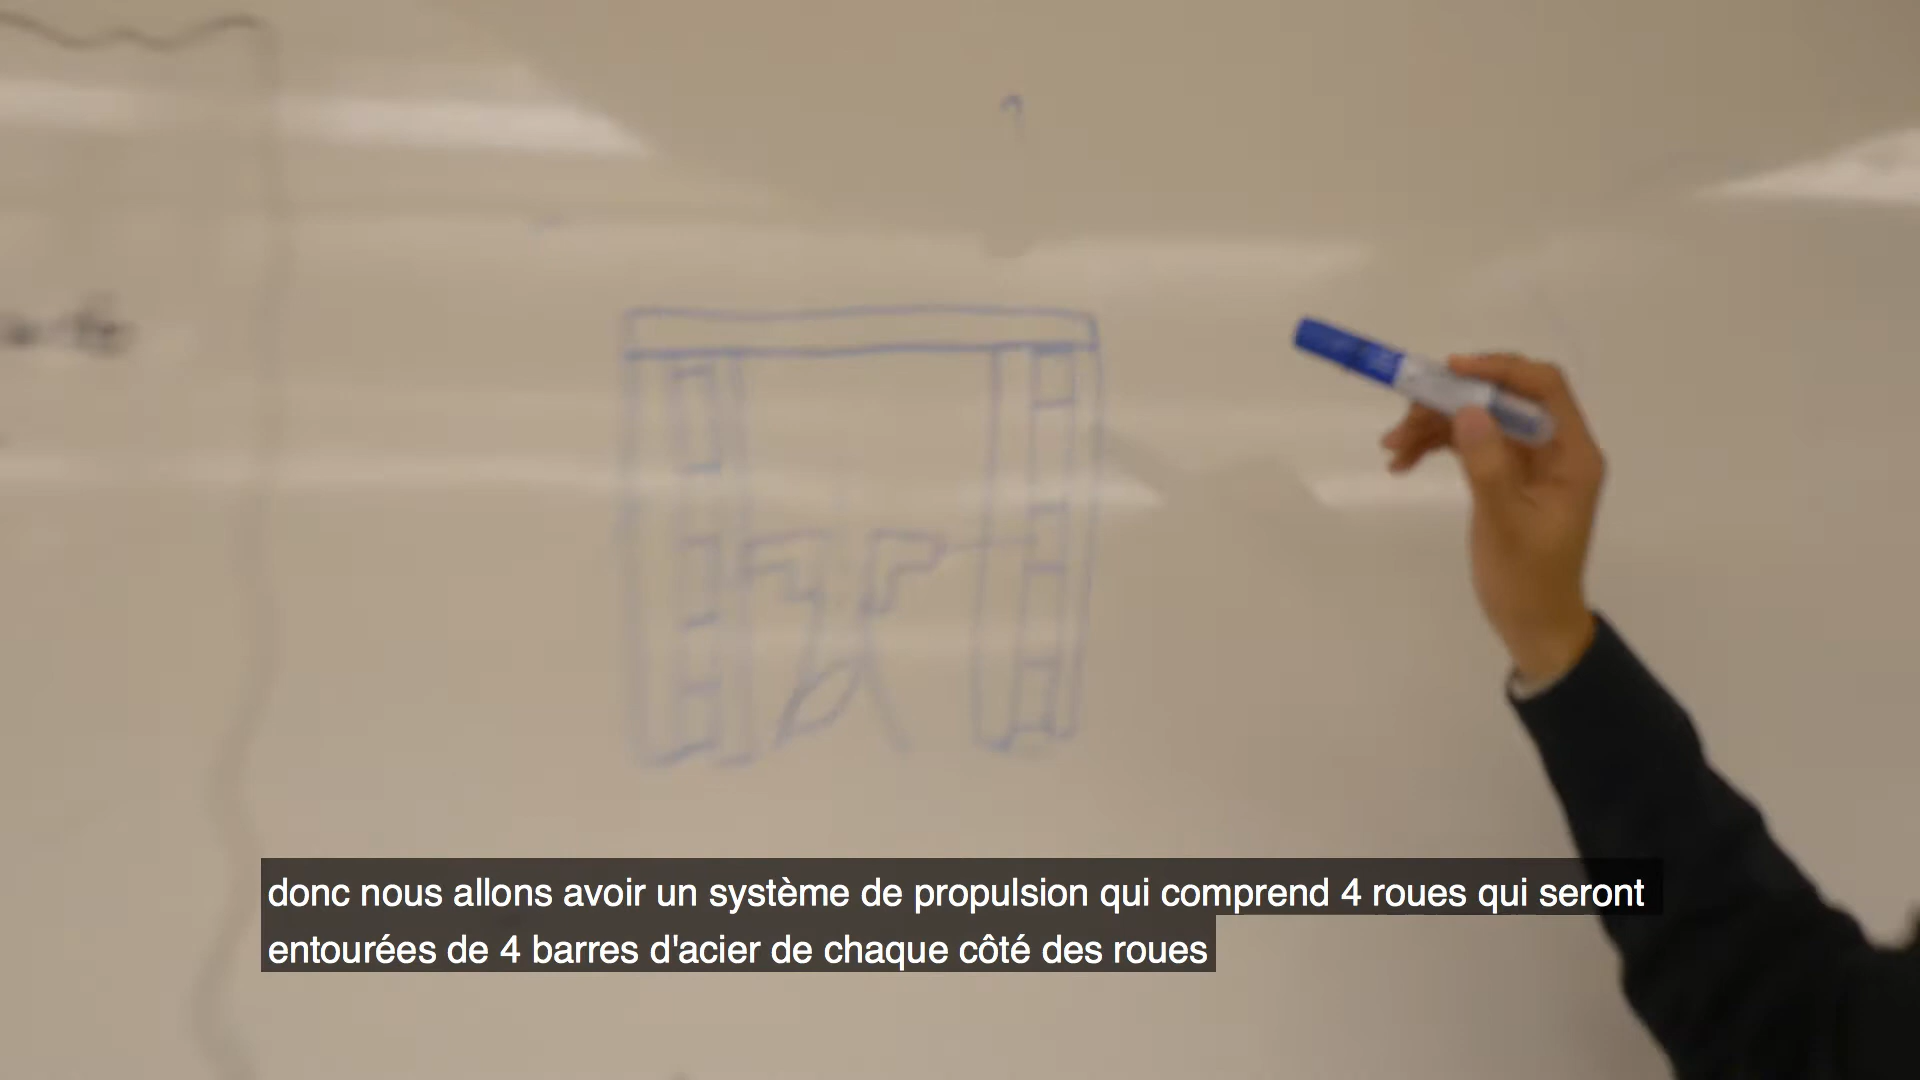 donc nous allons avoir un système de propulsion qui comprend 4 roues qui seront
entourées de 4 barres d'acier de chaque côté des roues